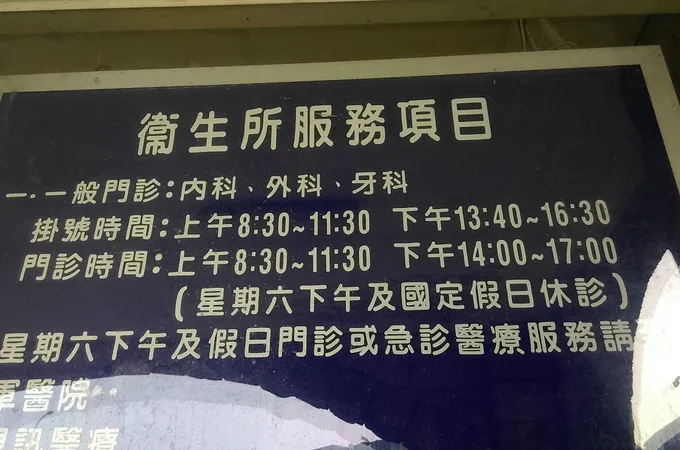 衞生所服務項目
一. 一般門診:內科、外科、牙科
掛號時間:上午8:30~11:30 下午13:40~16:30
門診時間:上午8:30~11:30 下午14:00~17:00
(星期六下午及國定假日休診)
星期六下午及假日門診或急診醫療服務請
軍醫院
視訊醫療